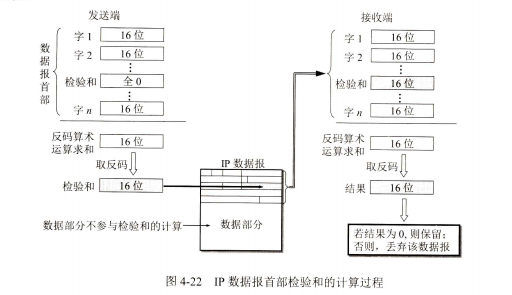 发送端
数据报首部
字 1 16 位
字 2 16 位
⋮
检验和 全 0
⋮
字 n 16 位
反码算术
运算求和 16 位
取反码
检验和 16 位
数据部分不参与检验和的计算
IP 数据报
数据部分
接收端
字 1 16 位
字 2 16 位
⋮
检验和 16 位
⋮
字 n 16 位
反码算术
运算求和 16 位
取反码
结果 16 位
若结果为 0, 则保留;
否则，丢弃该数据报
图 4-22 IP 数据报首部检验和的计算过程